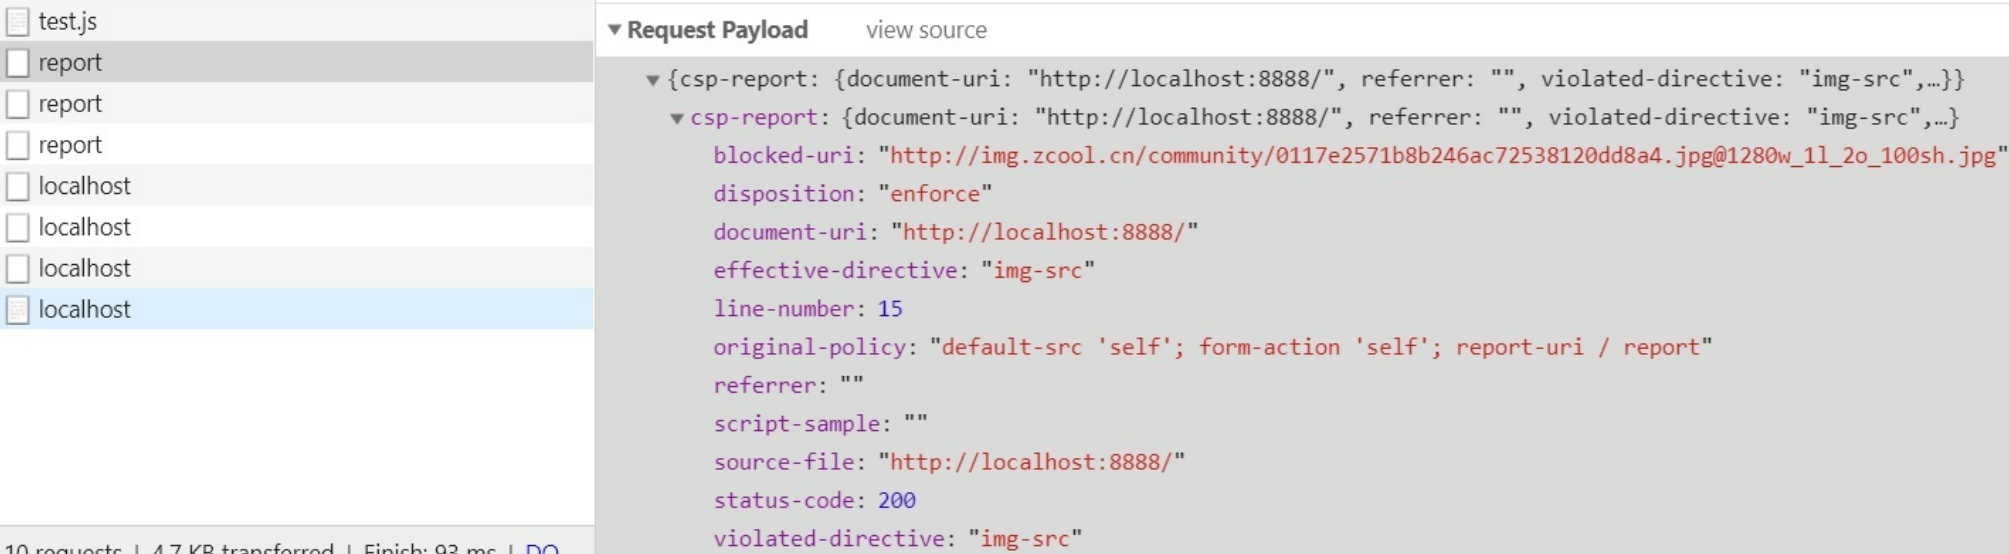 test.js
report
report
report
localhost
localhost
localhost
localhost
10 requests | 4.7 KB transferred | Finish: 93 ms | DO
Request Payload view source
{csp-report: {document-uri: "http://localhost:8888/", referrer: "", violated-directive: "img-src",…}}
csp-report: {document-uri: "http://localhost:8888/", referrer: "", violated-directive: "img-src",…}
blocked-uri: "http://img.zcool.cn/community/0117e2571b8b246ac72538120dd8a4.jpg@1280w_1l_2o_100sh.jpg"
disposition: "enforce"
document-uri: "http://localhost:8888/"
effective-directive: "img-src"
line-number: 15
original-policy: "default-src 'self'; form-action 'self'; report-uri / report"
referrer: ""
script-sample: ""
source-file: "http://localhost:8888/"
status-code: 200
violated-directive: "img-src"